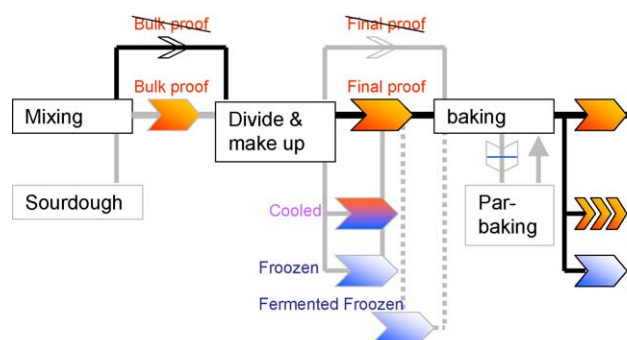 Bulk proof
Final proof
Bulk proof
Final proof
Mixing
Divide &
make up
baking
Sourdough
Cooled
Par-
baking
Froozen
Fermented Froozen